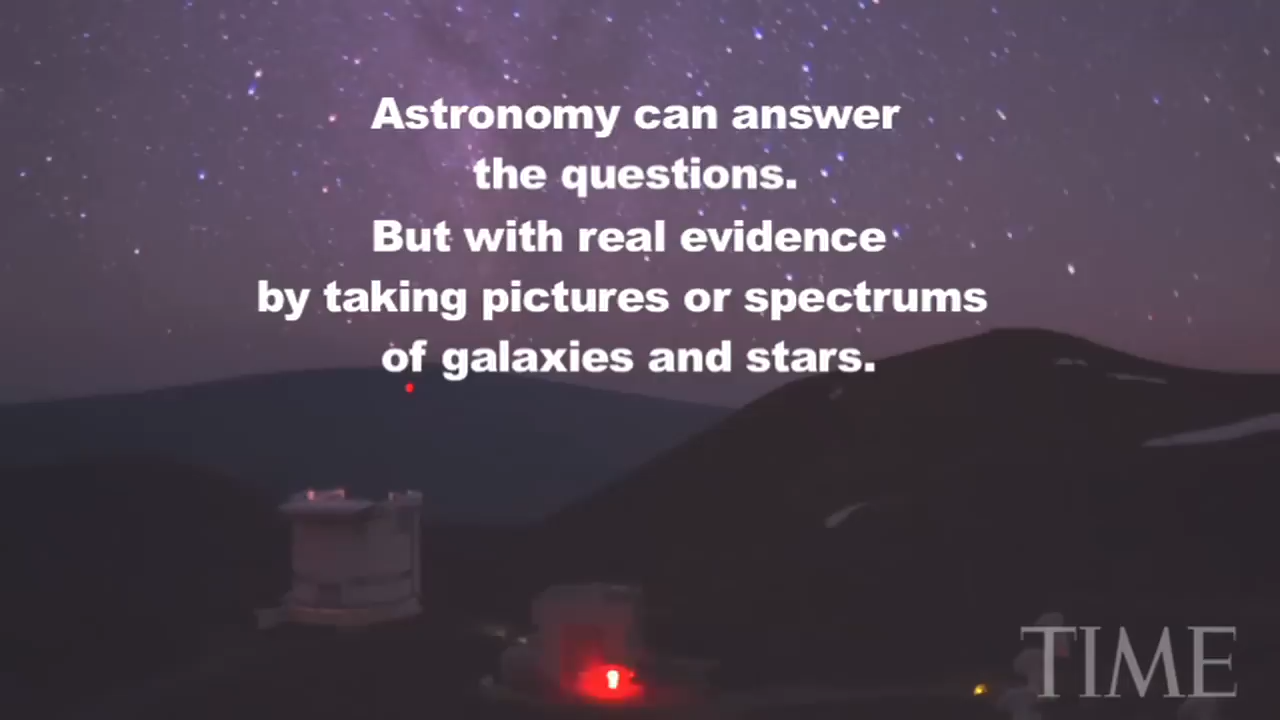 Astronomy can answer
the questions.
But with real evidence
by taking pictures or spectrums
of galaxies and stars.
TIME